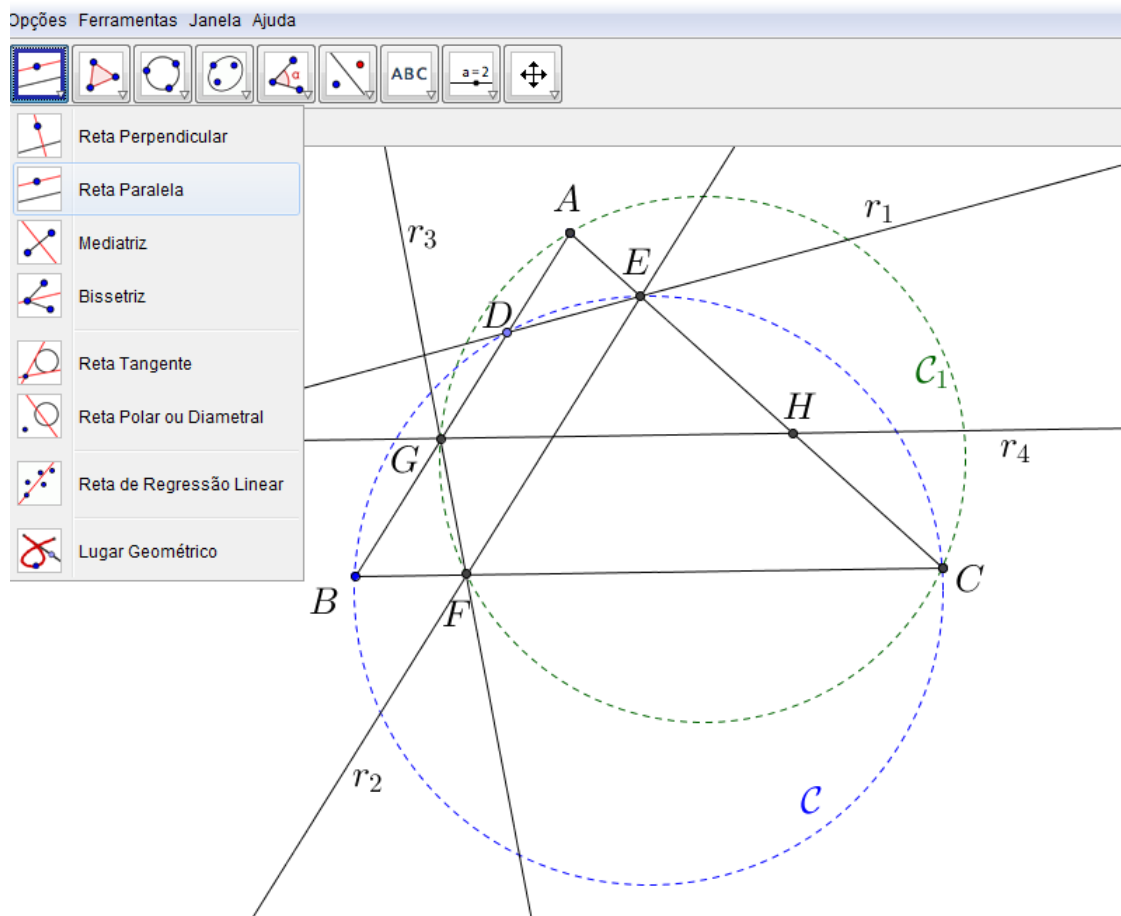 Opções Ferramentas Janela Ajuda
α ABC a=2
Reta Perpendicular
Reta Paralela
Mediatriz
Bissetriz
Reta Tangente
Reta Polar ou Diametral
Reta de Regressão Linear
Lugar Geométrico
A
r₁
r₃
E
D
𝒞₁
H
G
r₄
B
F
C
r₂
𝒞